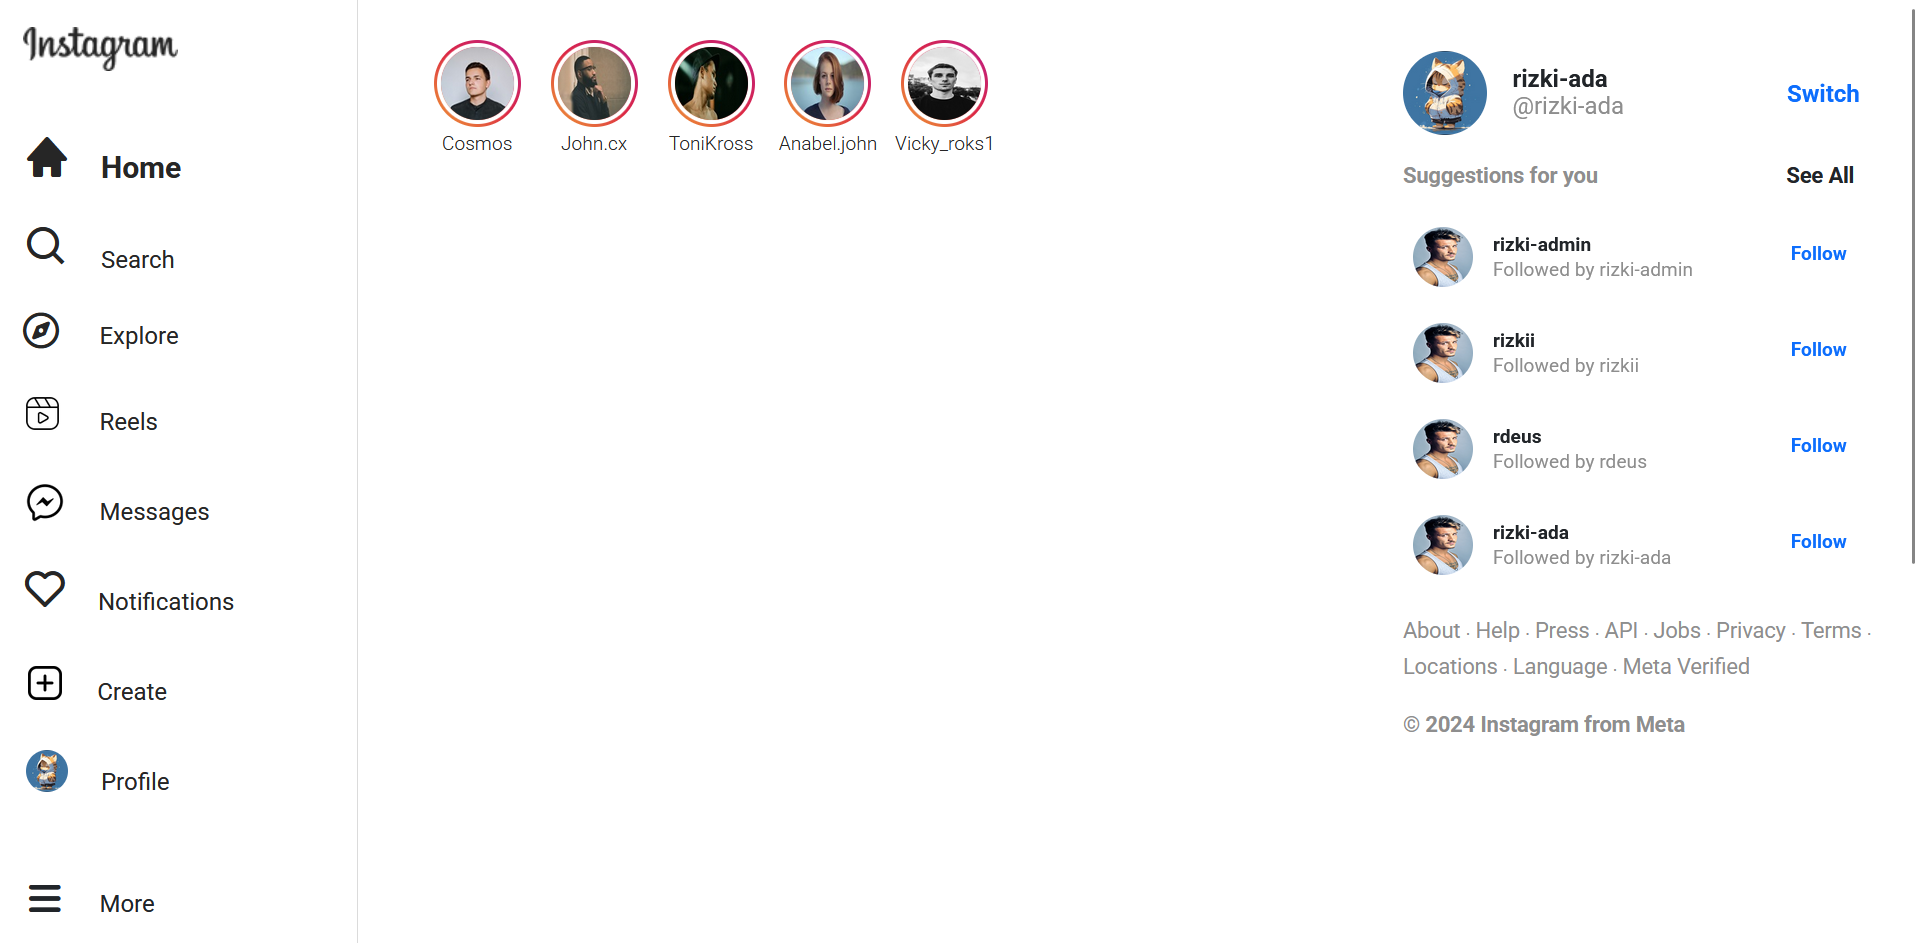 Instagram
Home
Search
Explore
Reels
Messages
Notifications
Create
Profile
More
Cosmos
John.cx
ToniKross
Anabel.john
Vicky_roks1
rizki-ada
@rizki-ada
Switch
Suggestions for you
See All
rizki-admin
Followed by rizki-admin
Follow
rizkii
Followed by rizkii
Follow
rdeus
Followed by rdeus
Follow
rizki-ada
Followed by rizki-ada
Follow
About · Help · Press · API · Jobs · Privacy · Terms ·
Locations · Language · Meta Verified
© 2024 Instagram from Meta